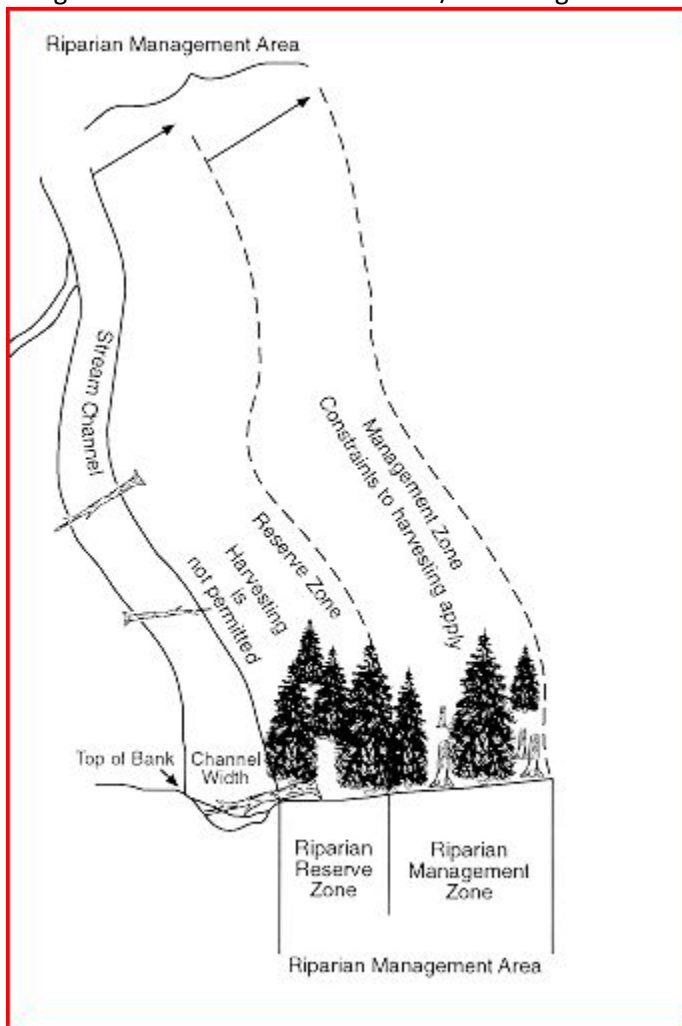 Riparian Management Area
Stream Channel
Reserve Zone
Harvesting
is
not permitted
Management Zone
Constraints to harvesting apply
Top of Bank
Channel
Width
Riparian
Reserve
Zone
Riparian
Management
Zone
Riparian Management Area